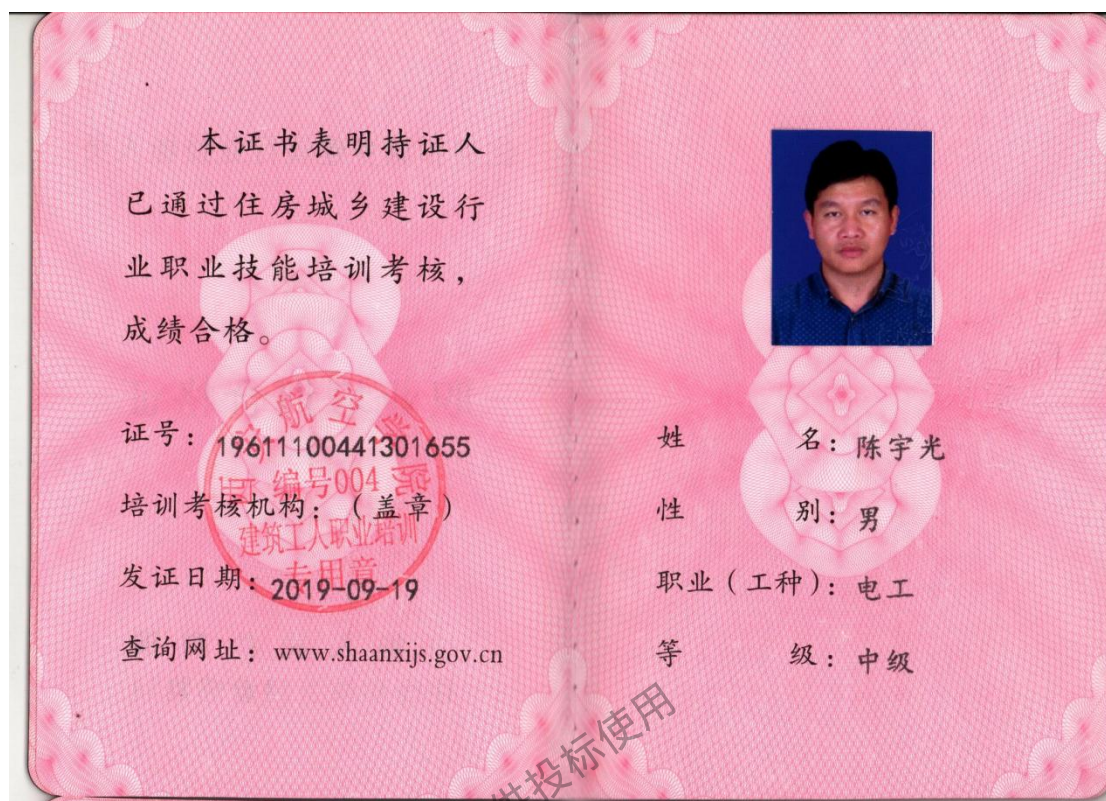 本证书表明持证人
已通过住房城乡建设行
业职业技能培训考核，
成绩合格。
证号：19611100441301655
培训考核机构：（盖章）
发证日期：2019-09-19
查询网址：www.shaanxijs.gov.cn
航空学院
编号004
建筑工人职业培训
专用章
姓名：陈宇光
性别：男
职业（工种）：电工
等级：中级
供投标使用